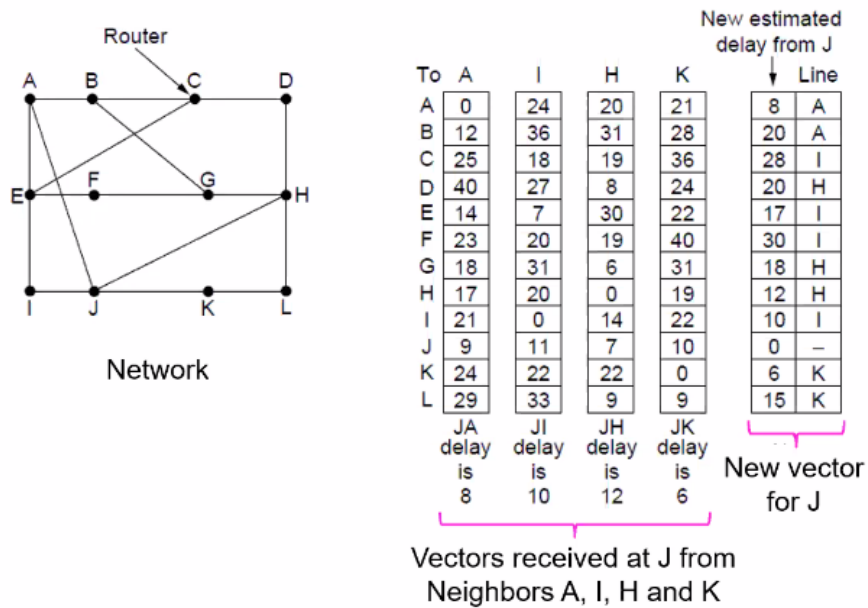 New estimated
delay from J
Router
To A I H K Line
A B C D
A 0 24 20 21 8 A
B 12 36 31 28 20 A
C 25 18 19 36 28 I
D 40 27 8 24 20 H
E F G H
E 14 7 30 22 17 I
F 23 20 19 40 30 I
G 18 31 6 31 18 H
H 17 20 0 19 12 H
I 21 0 14 22 10 I
J 9 11 7 10 0 –
K 24 22 22 0 6 K
L 29 33 9 9 15 K
I J K L
Network
JA JI JH JK
delay delay delay delay
is is is is
8 10 12 6
New vector
for J
Vectors received at J from
Neighbors A, I, H and K